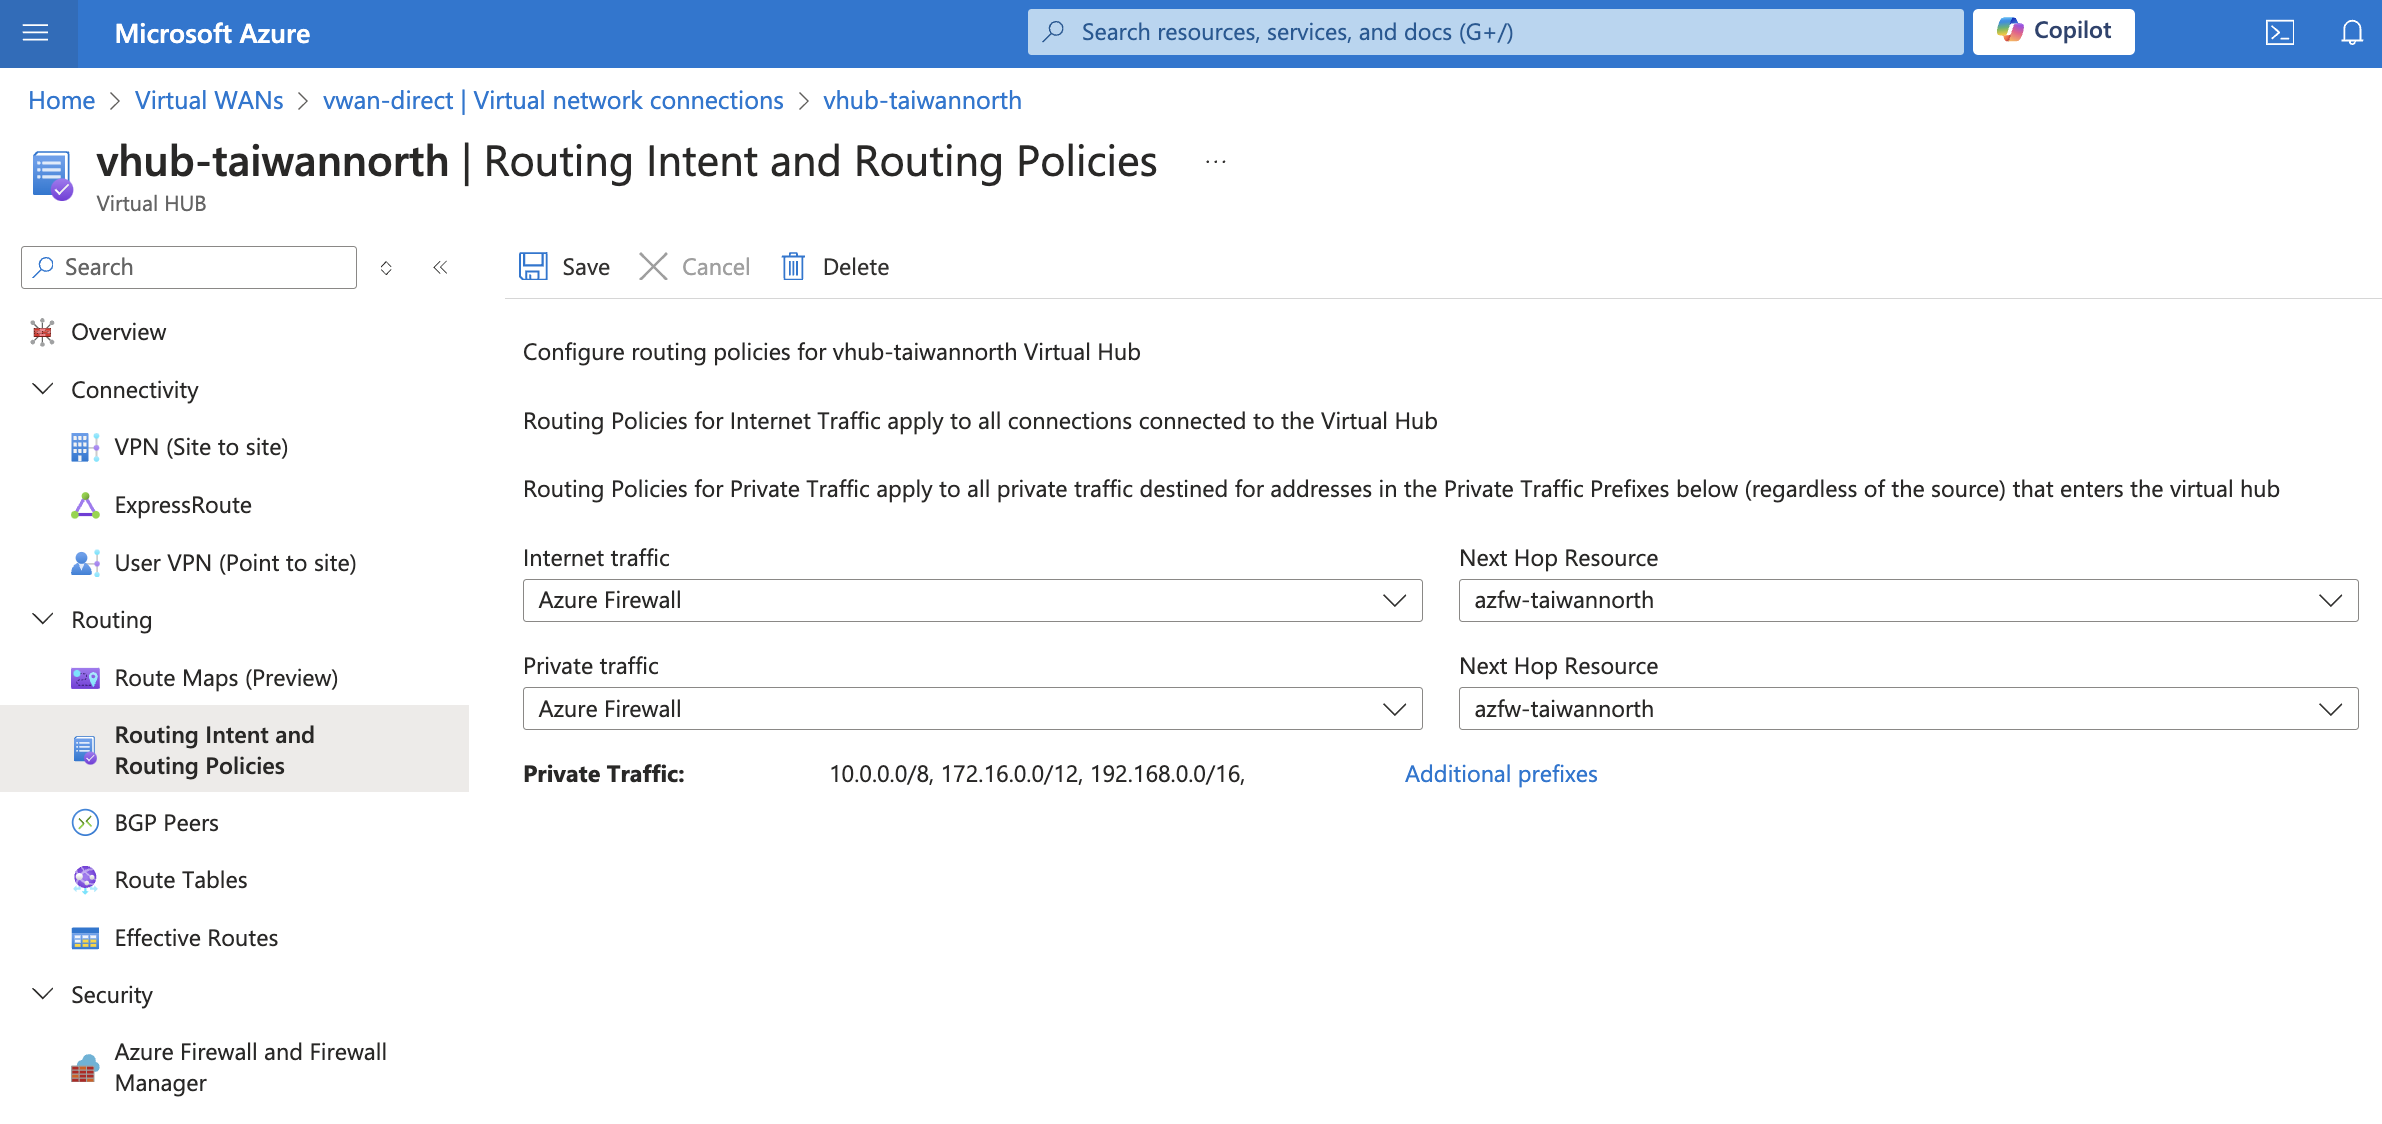 Microsoft Azure
Search resources, services, and docs (G+/)
Copilot
Home > Virtual WANs > vwan-direct | Virtual network connections > vhub-taiwannorth
vhub-taiwannorth | Routing Intent and Routing Policies ...
Virtual HUB
Search
Save
Cancel
Delete
Overview
Connectivity
VPN (Site to site)
ExpressRoute
User VPN (Point to site)
Routing
Route Maps (Preview)
Routing Intent and
Routing Policies
BGP Peers
Route Tables
Effective Routes
Security
Azure Firewall and Firewall
Manager
Configure routing policies for vhub-taiwannorth Virtual Hub
Routing Policies for Internet Traffic apply to all connections connected to the Virtual Hub
Routing Policies for Private Traffic apply to all private traffic destined for addresses in the Private Traffic Prefixes below (regardless of the source) that enters the virtual hub
Internet traffic
Next Hop Resource
Azure Firewall
azfw-taiwannorth
Private traffic
Next Hop Resource
Azure Firewall
azfw-taiwannorth
Private Traffic: 10.0.0.0/8, 172.16.0.0/12, 192.168.0.0/16, Additional prefixes